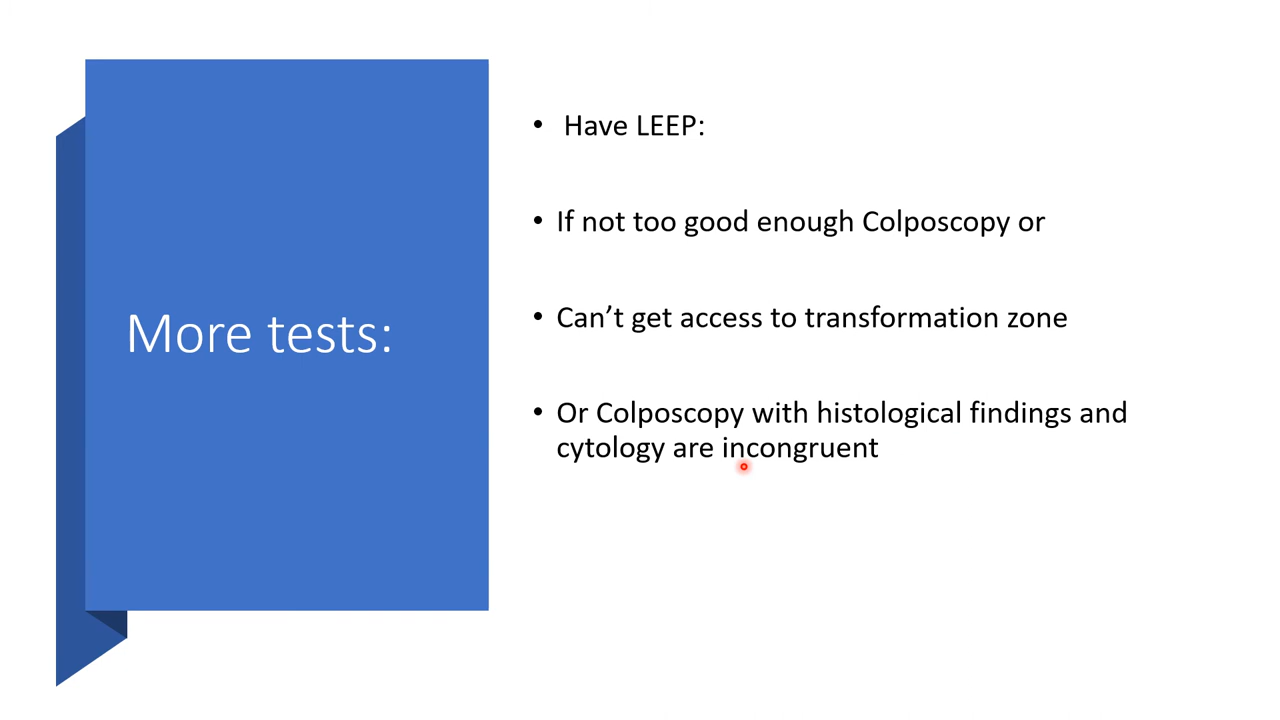 More tests:
• Have LEEP:
• If not too good enough Colposcopy or
• Can’t get access to transformation zone
• Or Colposcopy with histological findings and
cytology are incongruent